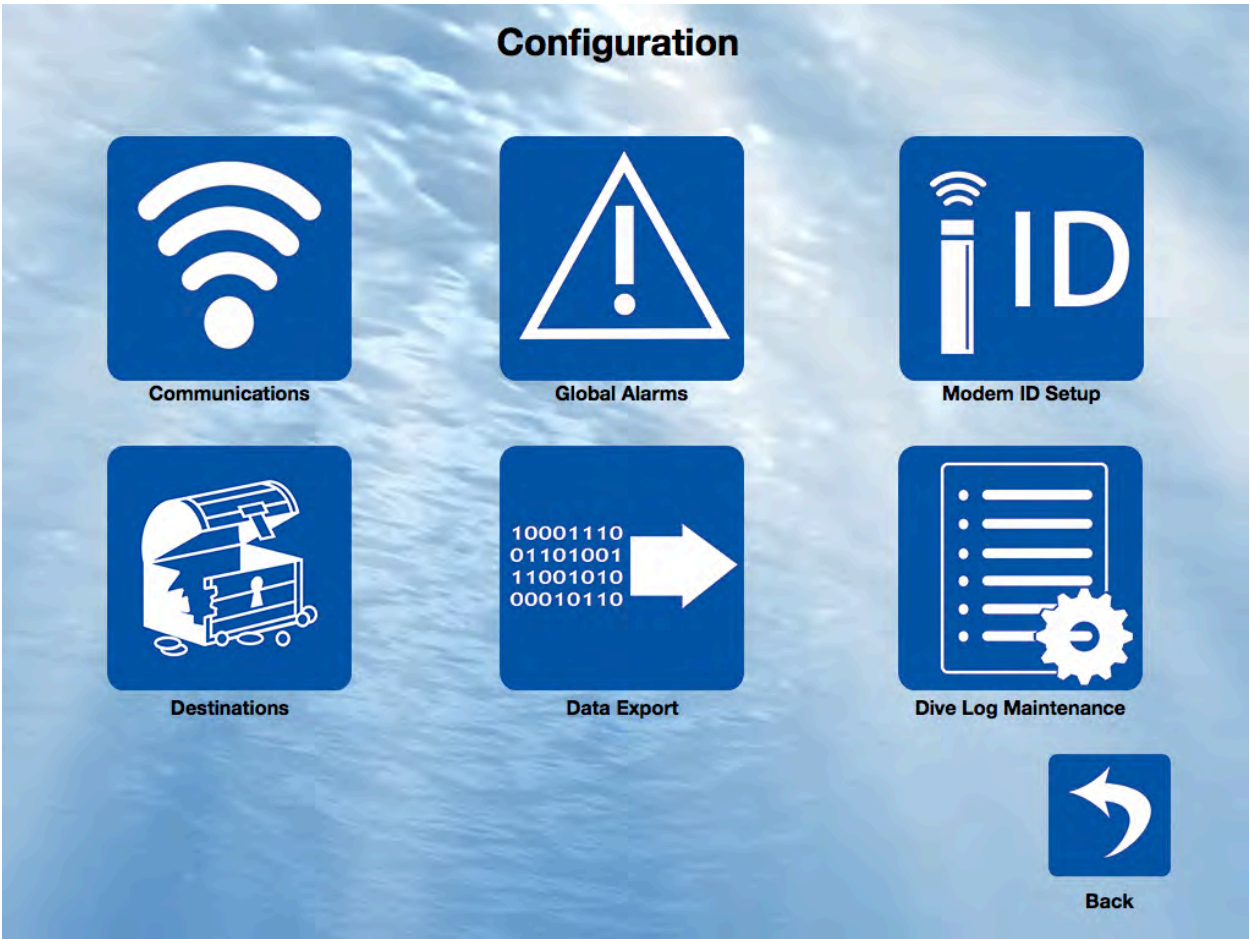 Configuration
ID
Communications
Global Alarms
Modem ID Setup
10001110
01101001
11001010
00010110
Destinations
Data Export
Dive Log Maintenance
Back